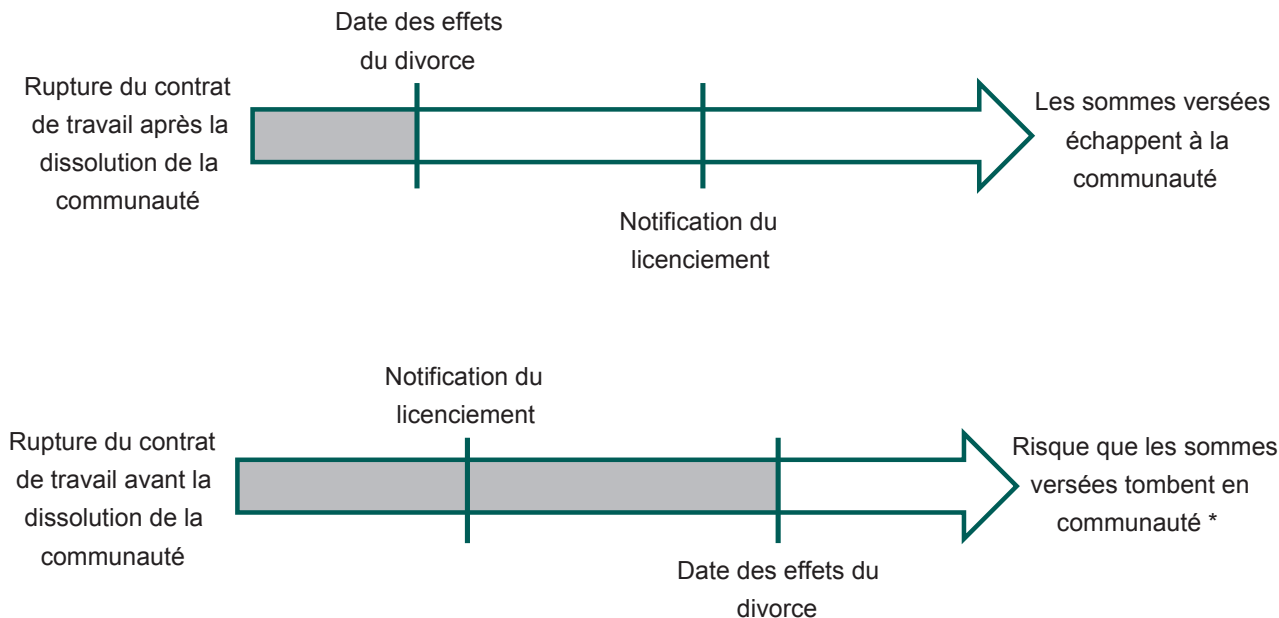 Date des effets
du divorce
Rupture du contrat
de travail après la
dissolution de la
communauté
Les sommes versées
échappent à la
communauté
Notification du
licenciement
Notification du
licenciement
Rupture du contrat
de travail avant la
dissolution de la
communauté
Risque que les sommes
versées tombent en
communauté *
Date des effets du
divorce